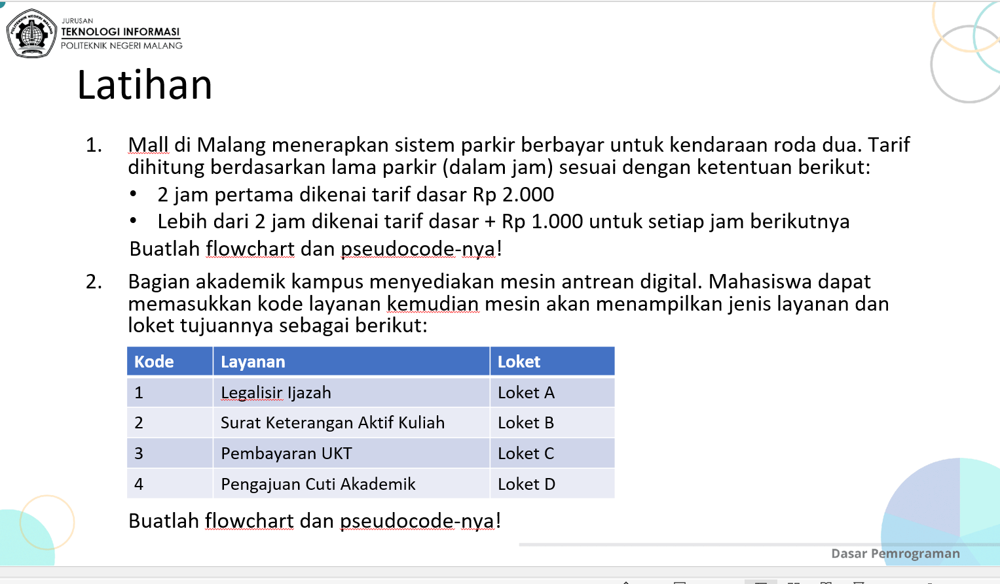 JURUSAN
TEKNOLOGI INFORMASI
POLITEKNIK NEGERI MALANG
Latihan
1. Mall di Malang menerapkan sistem parkir berbayar untuk kendaraan roda dua. Tarif
dihitung berdasarkan lama parkir (dalam jam) sesuai dengan ketentuan berikut:
• 2 jam pertama dikenai tarif dasar Rp 2.000
• Lebih dari 2 jam dikenai tarif dasar + Rp 1.000 untuk setiap jam berikutnya
Buatlah flowchart dan pseudocode-nya!
2. Bagian akademik kampus menyediakan mesin antrean digital. Mahasiswa dapat
memasukkan kode layanan kemudian mesin akan menampilkan jenis layanan dan
loket tujuannya sebagai berikut:
Kode Layanan Loket
1 Legalisir Ijazah Loket A
2 Surat Keterangan Aktif Kuliah Loket B
3 Pembayaran UKT Loket C
4 Pengajuan Cuti Akademik Loket D
Buatlah flowchart dan pseudocode-nya!
Dasar Pemrograman